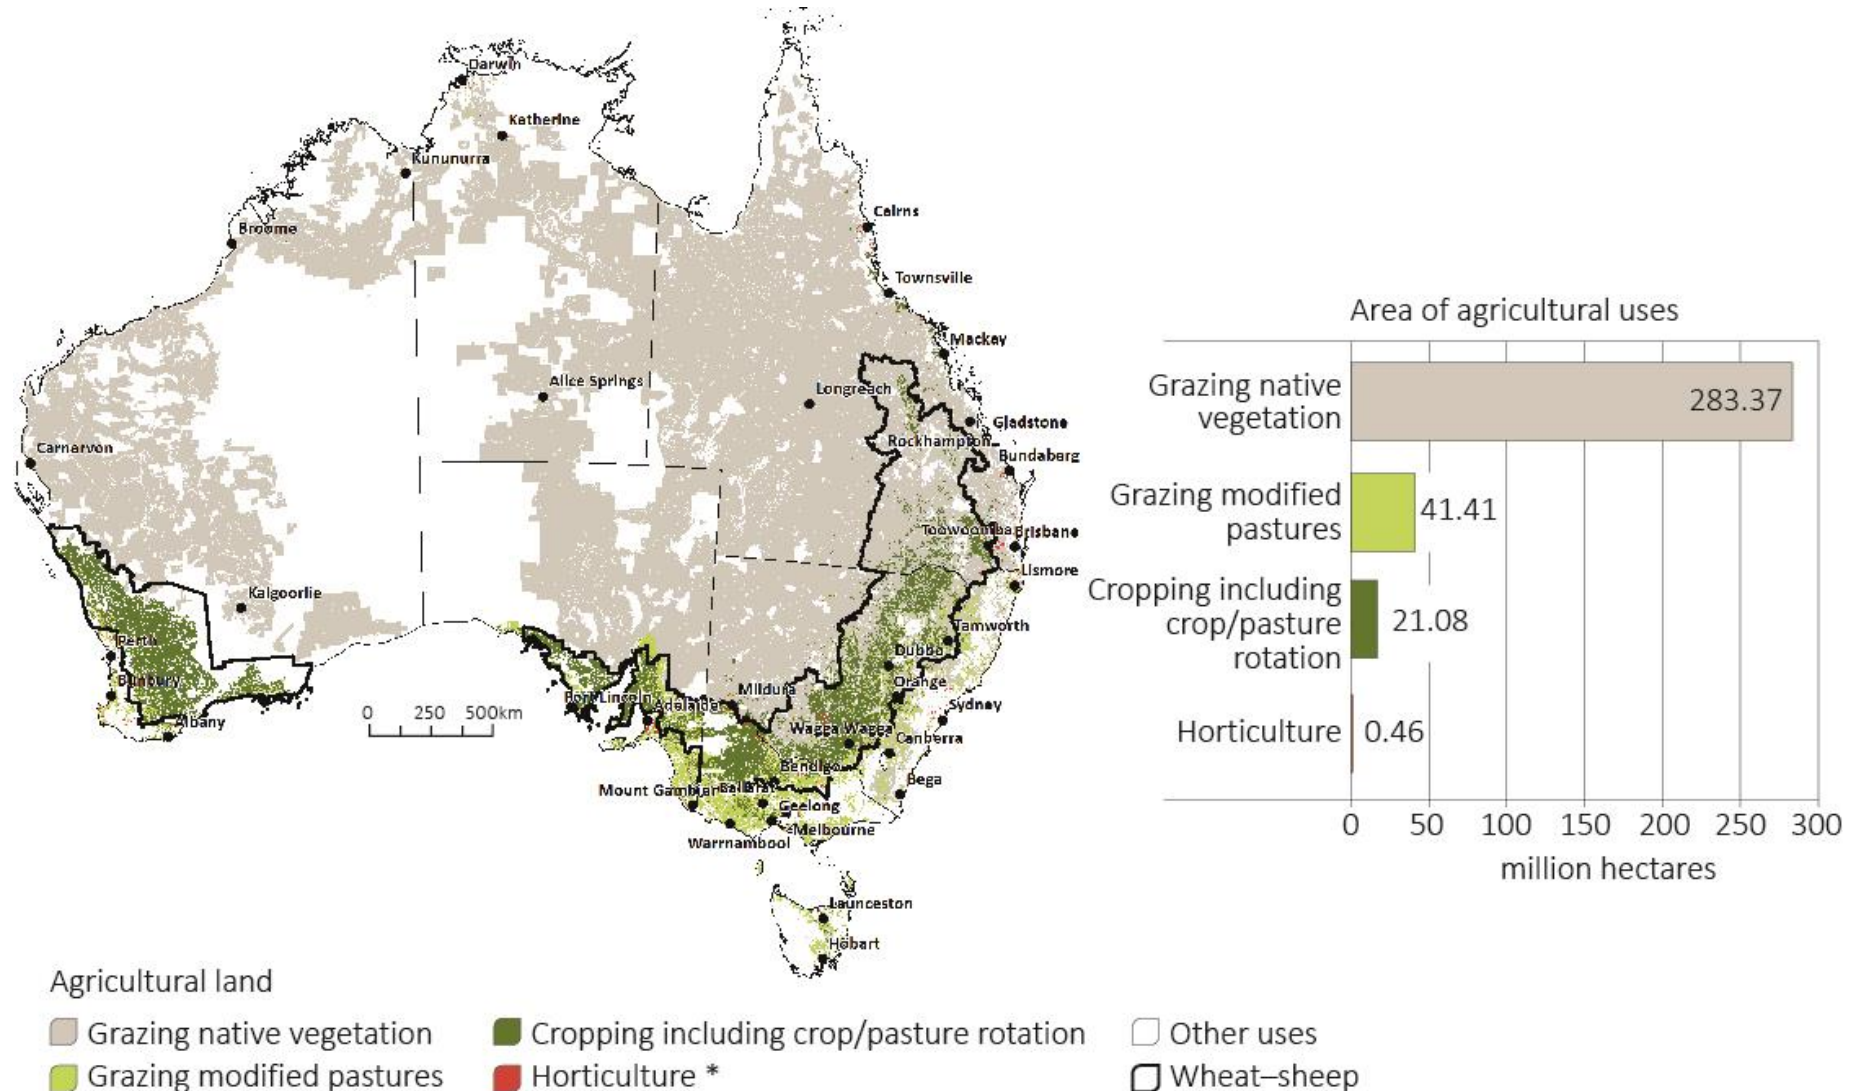 Darwin
Katherine
Kununurra
Broome
Cairns
Townsville
Mackay
Alice Springs
Longreach
Gladstone
Rockhampton
Bundaberg
Carnarvon
Toowoomba
Brisbane
Lismore
Kalgoorlie
Tamworth
Perth
Dubbo
Bunbury
Orange
Mildura
Port Lincoln
Adelaide
Sydney
Albany
0 250 500km
Wagga Wagga
Canberra
Bendigo
Bega
Mount Gambier
Ballarat
Geelong
Melbourne
Warrnambool
Launceston
Hobart
Area of agricultural uses
Grazing native
vegetation
283.37
Grazing modified
pastures
41.41
Cropping including
crop/pasture
rotation
21.08
Horticulture
0.46
0 50 100 150 200 250 300
million hectares
Agricultural land
Grazing native vegetation
Cropping including crop/pasture rotation
Other uses
Grazing modified pastures
Horticulture *
Wheat–sheep